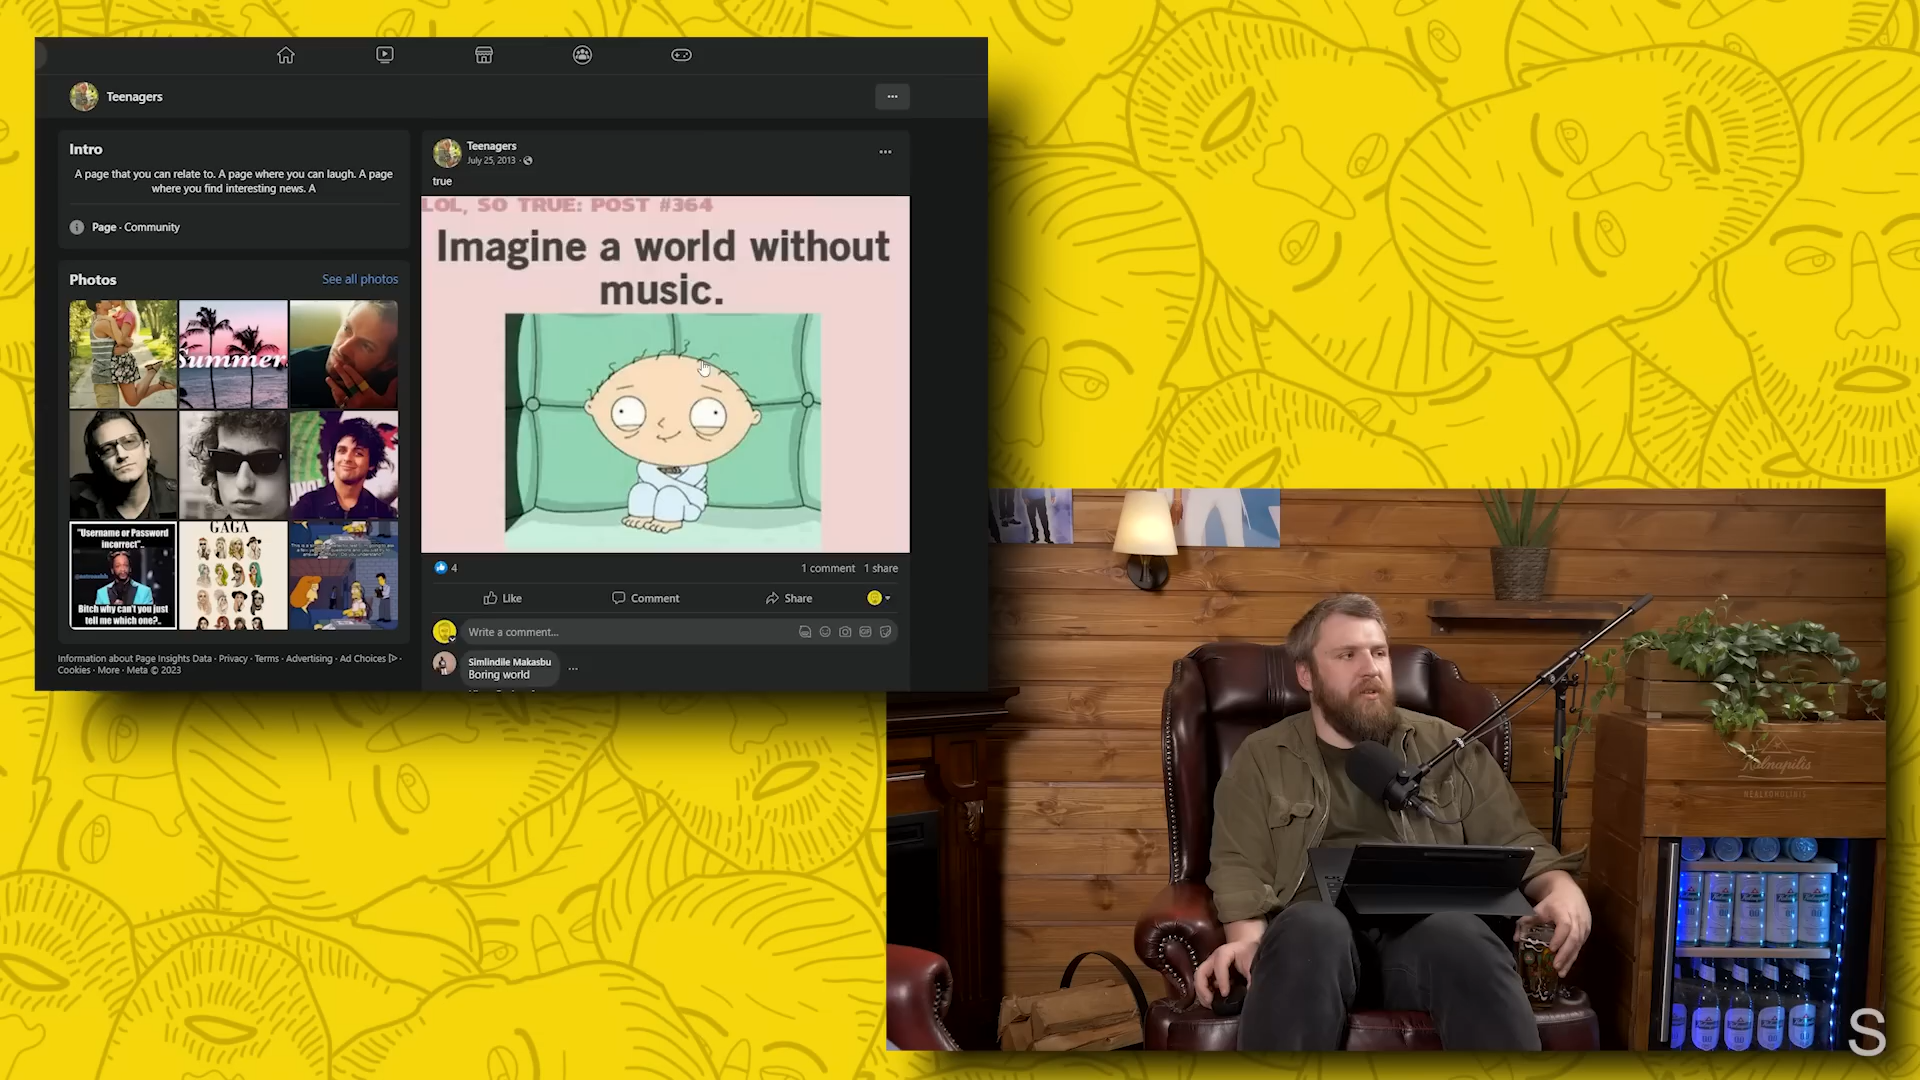 Teenagers
Intro
A page that you can relate to. A page where you can laugh. A page
where you find interesting news. A
Page · Community
Photos
See all photos
Summer
"Username or Password
incorrect"..
Bitch why can't you just
tell me which one?..
GAGA
Information about Page Insights Data · Privacy · Terms · Advertising · Ad Choices ·
Cookies · More · Meta © 2023
Teenagers
July 25, 2013 ·
true
LOL, SO TRUE: POST #364
Imagine a world without
music.
4
1 comment 1 share
Like
Comment
Share
Write a comment...
Simlindile Makasbu
Boring world
Kalnapilis
NEALKOHOLINIS
S